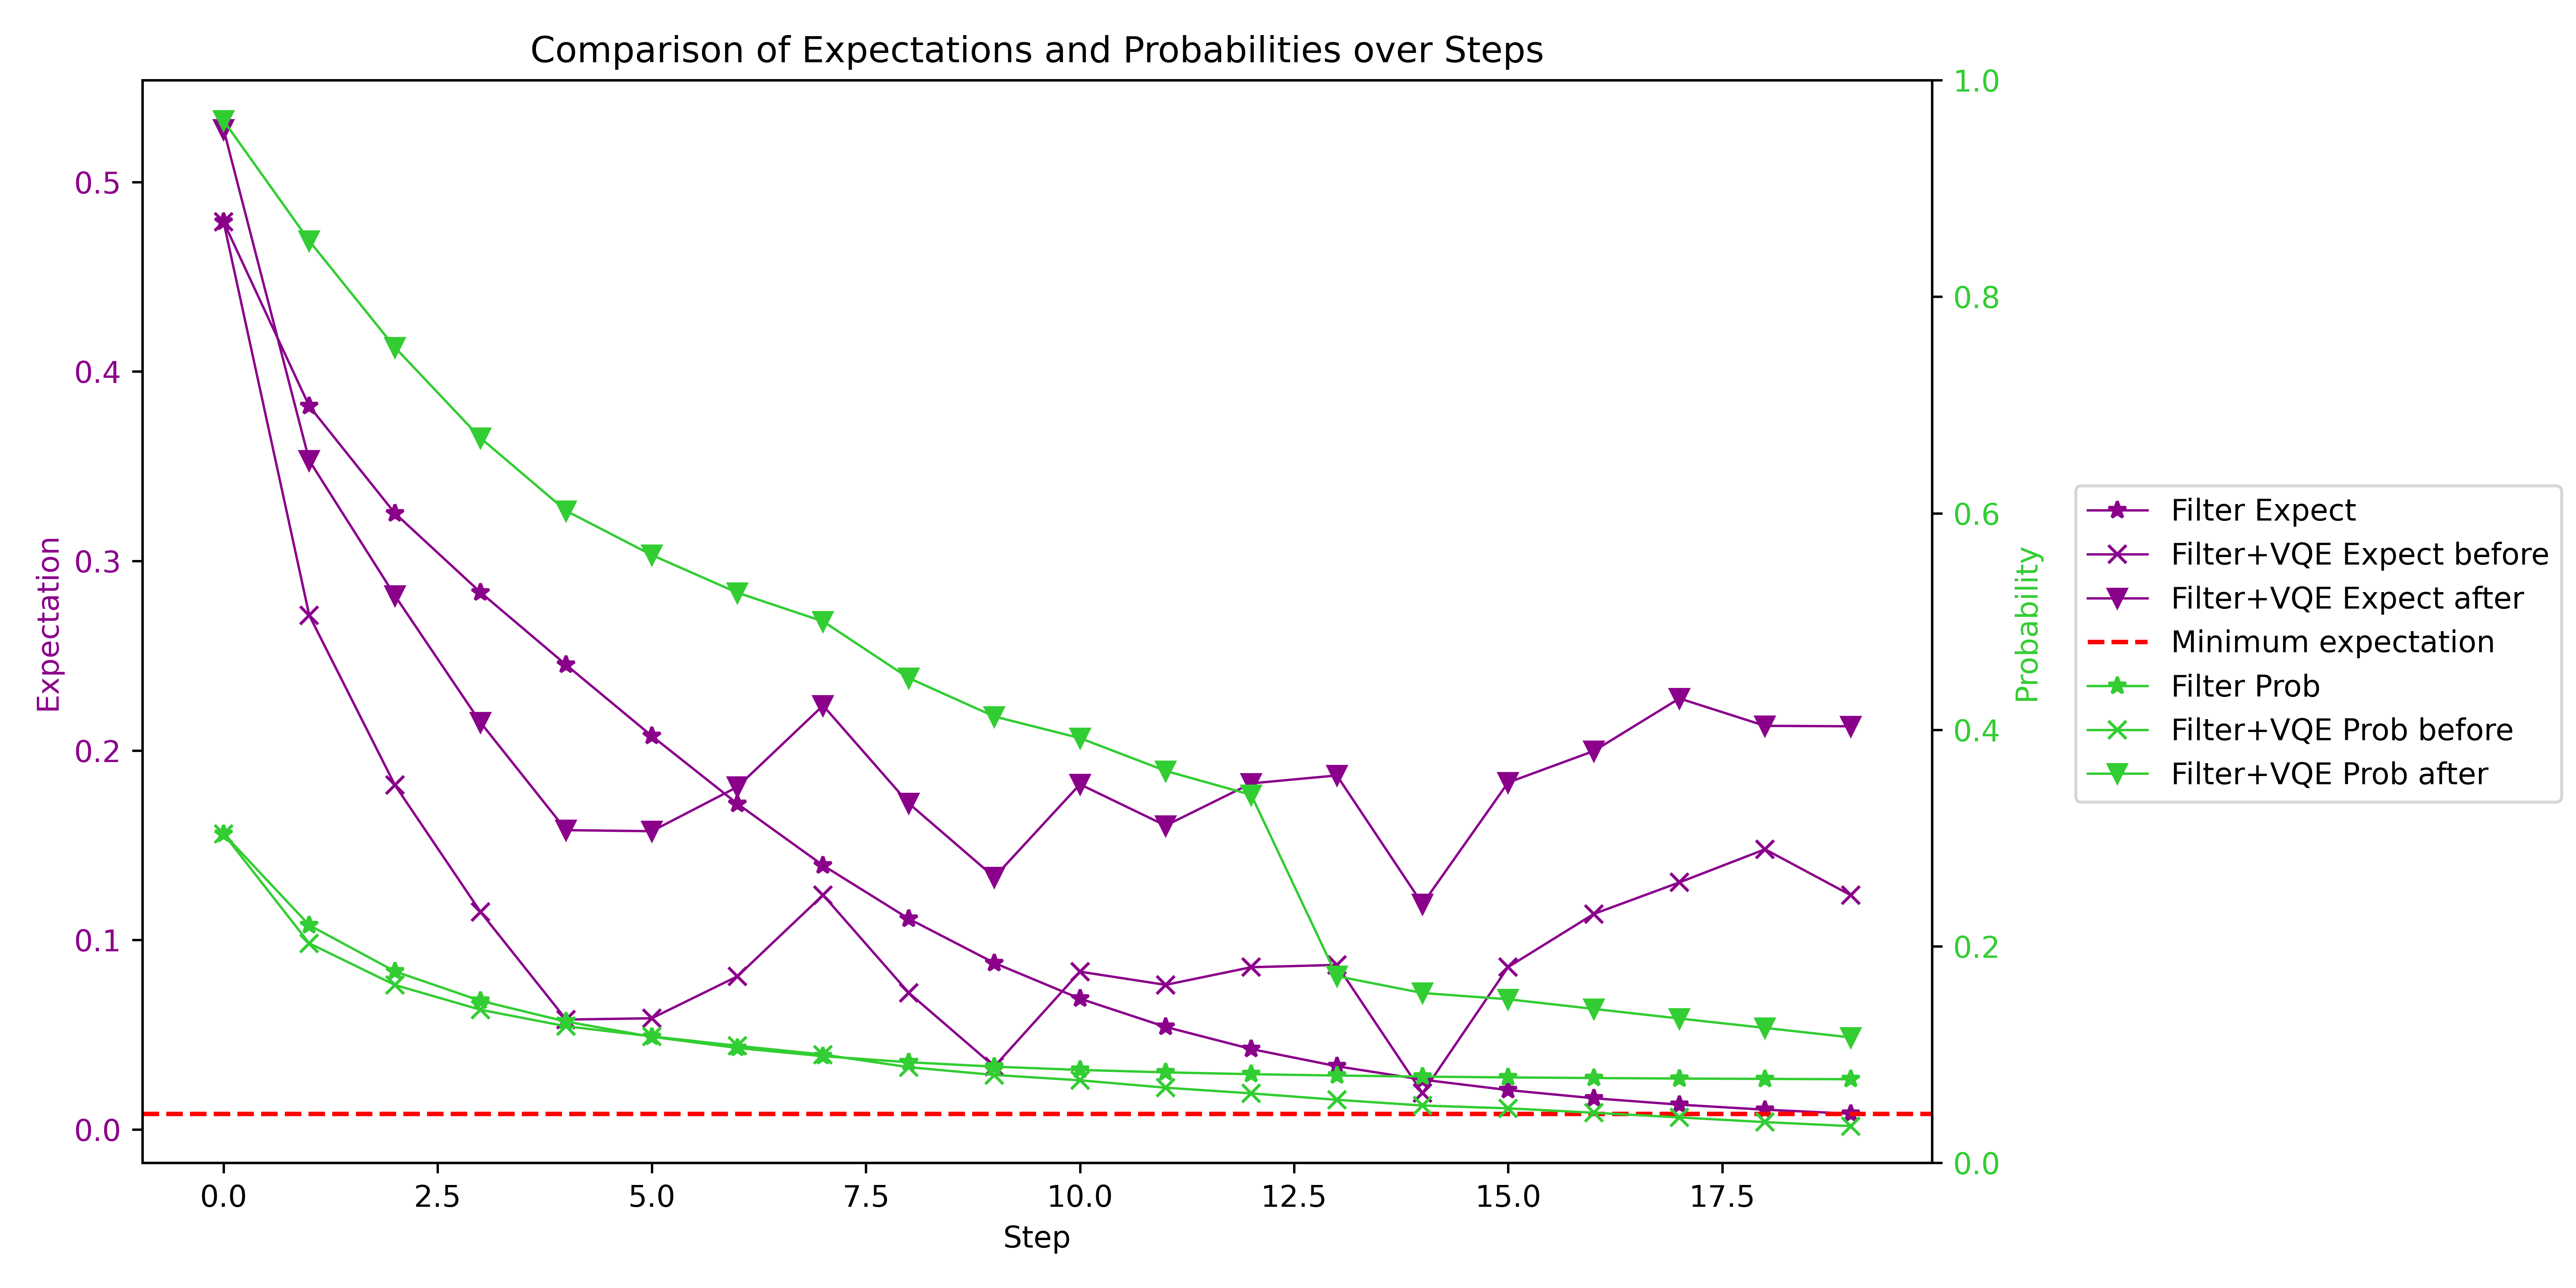 Comparison of Expectations and Probabilities over Steps
Expectation
0.5
0.4
0.3
0.2
0.1
0.0
0.0 2.5 5.0 7.5 10.0 12.5 15.0 17.5
Step
1.0
0.8
0.6
0.4
0.2
0.0
Probability
Filter Expect
Filter+VQE Expect before
Filter+VQE Expect after
Minimum expectation
Filter Prob
Filter+VQE Prob before
Filter+VQE Prob after